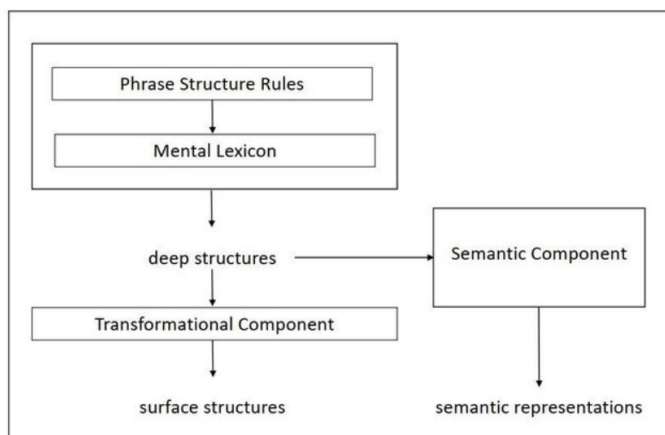 Phrase Structure Rules
Mental Lexicon
deep structures
Semantic Component
Transformational Component
surface structures
semantic representations